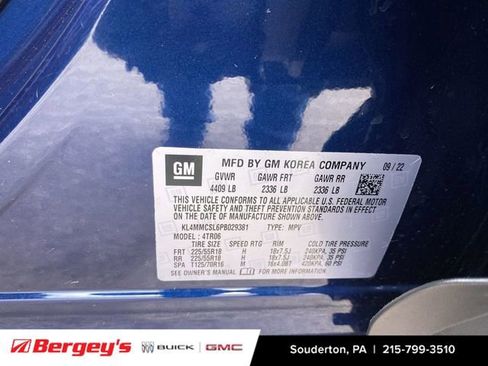 GM
MFD BY GM KOREA COMPANY 09/22
GVWR GAWR FRT GAWR RR
4409 LB 2336 LB 2336 LB
THIS VEHICLE CONFORMS TO ALL APPLICABLE U.S. FEDERAL MOTOR
VEHICLE SAFETY AND THEFT PREVENTION STANDARDS IN EFFECT ON THE
DATE OF MANUFACTURE SHOWN ABOVE.
KL4MMCSL6PB029381 TYPE: MPV
MODEL: 4TR06
TIRE SIZE SPEED RTG RIM COLD TIRE PRESSURE
FRT 225/55R18 H 18x7.5J 240KPA, 35 PSI
RR 225/55R18 H 18x7.5J 240KPA, 35 PSI
SPA T125/70R16 M 16x4.0BT 420KPA, 60 PSI
SEE OWNER'S MANUAL FOR ADDITIONAL INFORMATION
Bergey's BUICK GMC Souderton, PA | 215-799-3510